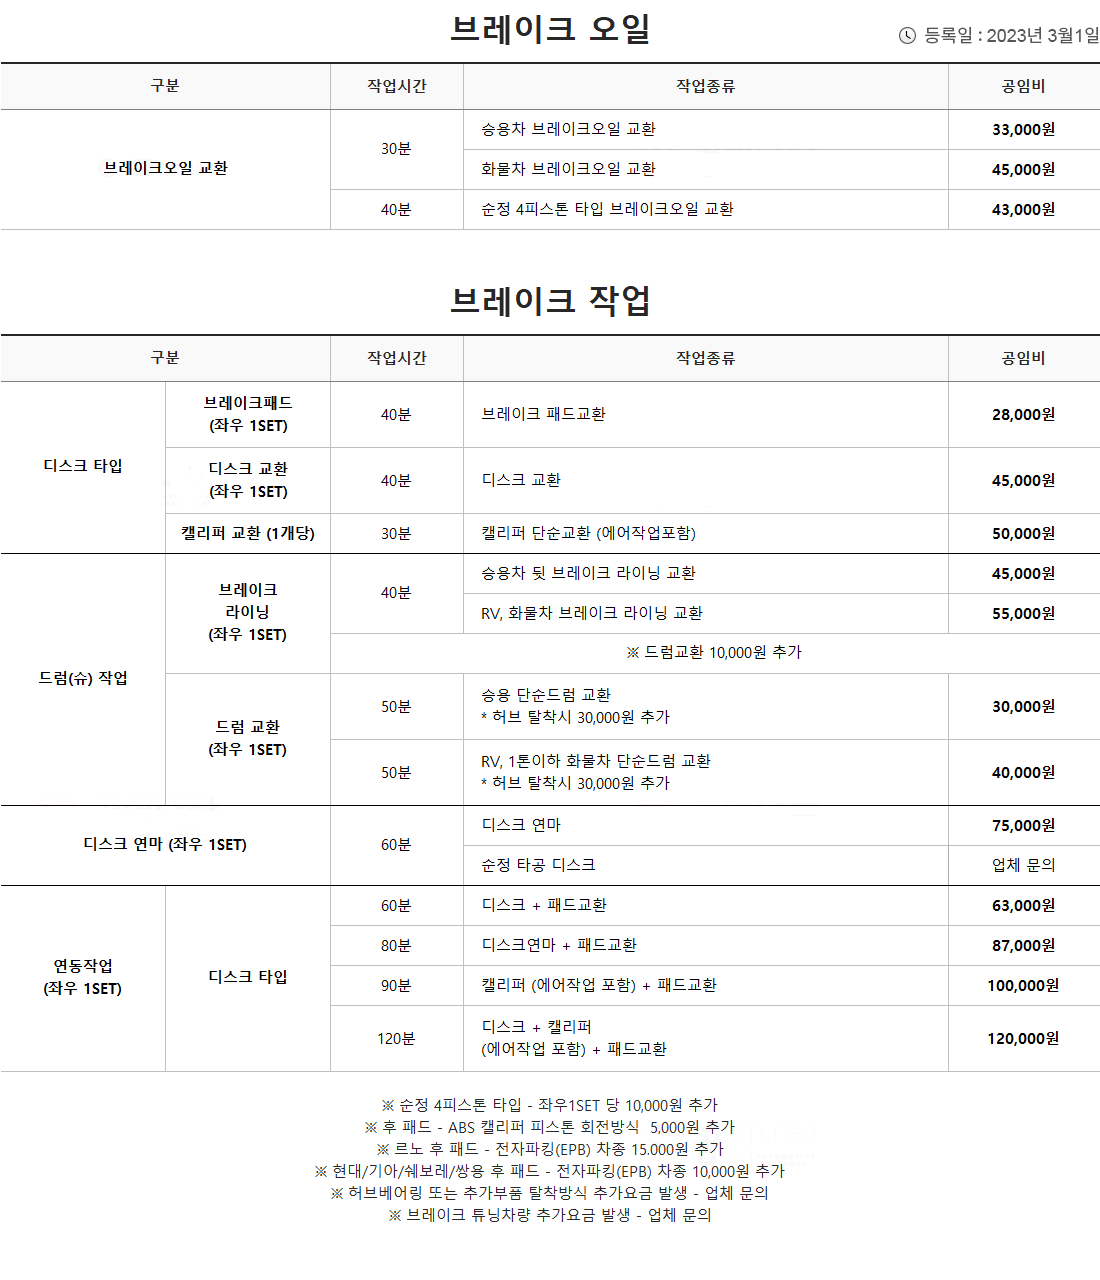 브레이크 오일
등록일 : 2023년 3월1일
구분 작업시간 작업종류 공임비
브레이크오일 교환 30분 승용차 브레이크오일 교환 33,000원
화물차 브레이크오일 교환 45,000원
40분 순정 4피스톤 타입 브레이크오일 교환 43,000원
브레이크 작업
구분 작업시간 작업종류 공임비
디스크 타입
브레이크패드
(좌우 1SET)
40분 브레이크 패드교환 28,000원
디스크 교환
(좌우 1SET)
40분 디스크 교환 45,000원
캘리퍼 교환 (1개당) 30분 캘리퍼 단순교환 (에어작업포함) 50,000원
드럼(슈) 작업
브레이크
라이닝
(좌우 1SET)
40분 승용차 뒷 브레이크 라이닝 교환 45,000원
RV, 화물차 브레이크 라이닝 교환 55,000원
※ 드럼교환 10,000원 추가
드럼 교환
(좌우 1SET)
50분 승용 단순드럼 교환 30,000원
* 허브 탈착시 30,000원 추가
50분 RV, 1톤이하 화물차 단순드럼 교환 40,000원
* 허브 탈착시 30,000원 추가
디스크 연마 (좌우 1SET) 60분 디스크 연마 75,000원
순정 타공 디스크 업체 문의
연동작업
(좌우 1SET)
디스크 타입
60분 디스크 + 패드교환 63,000원
80분 디스크연마 + 패드교환 87,000원
90분 캘리퍼 (에어작업 포함) + 패드교환 100,000원
120분 디스크 + 캘리퍼 120,000원
(에어작업 포함) + 패드교환
※ 순정 4피스톤 타입 - 좌우1SET 당 10,000원 추가
※ 후 패드 - ABS 캘리퍼 피스톤 회전방식 5,000원 추가
※ 르노 후 패드 - 전자파킹(EPB) 차종 15.000원 추가
※ 현대/기아/쉐보레/쌍용 후 패드 - 전자파킹(EPB) 차종 10,000원 추가
※ 허브베어링 또는 추가부품 탈착방식 추가요금 발생 - 업체 문의
※ 브레이크 튜닝차량 추가요금 발생 - 업체 문의